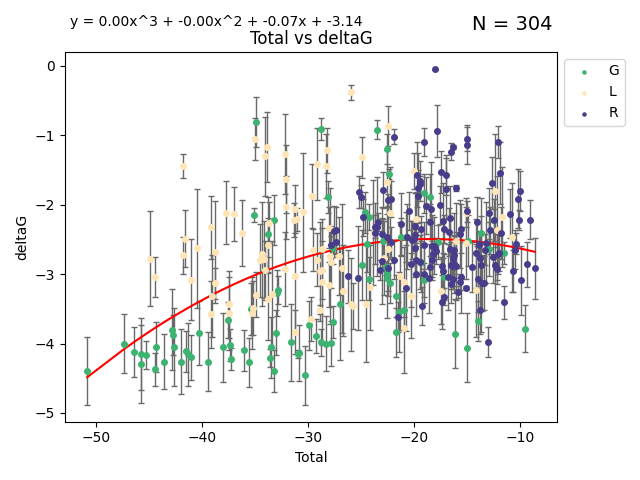 y = 0.00x^3 + -0.00x^2 + -0.07x + -3.14
N = 304
Total vs deltaG
G
L
R
deltaG
0
−1
−2
−3
−4
−5
−50
−40
−30
−20
−10
Total